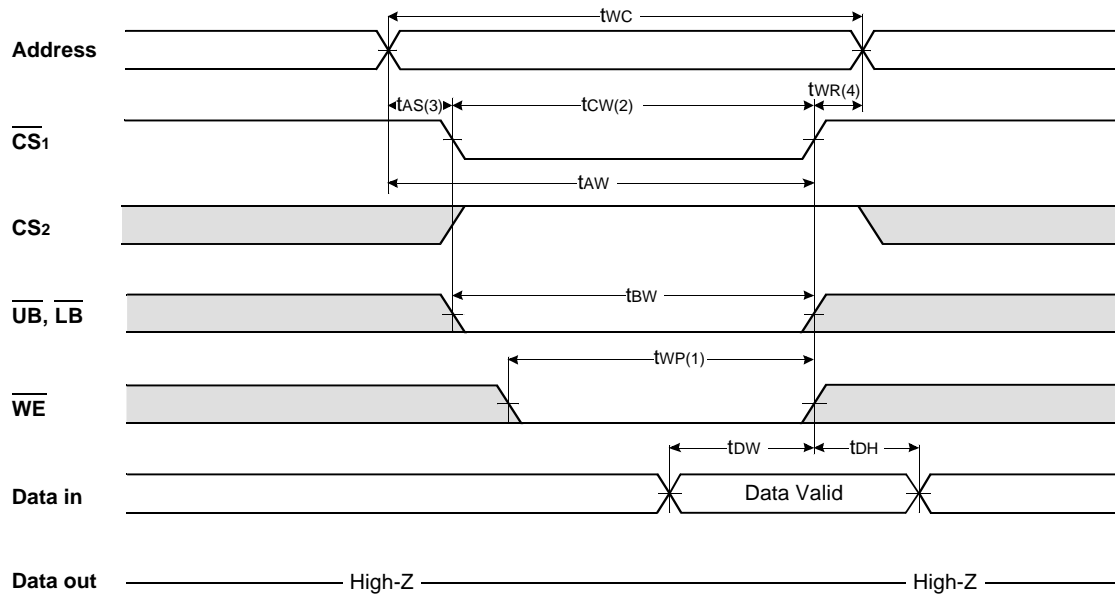 tWC
Address
tAS(3) tCW(2) tWR(4)
CS1
tAW
CS2
tBW
UB, LB
tWP(1)
WE
tDW tDH
Data in Data Valid
Data out High-Z High-Z